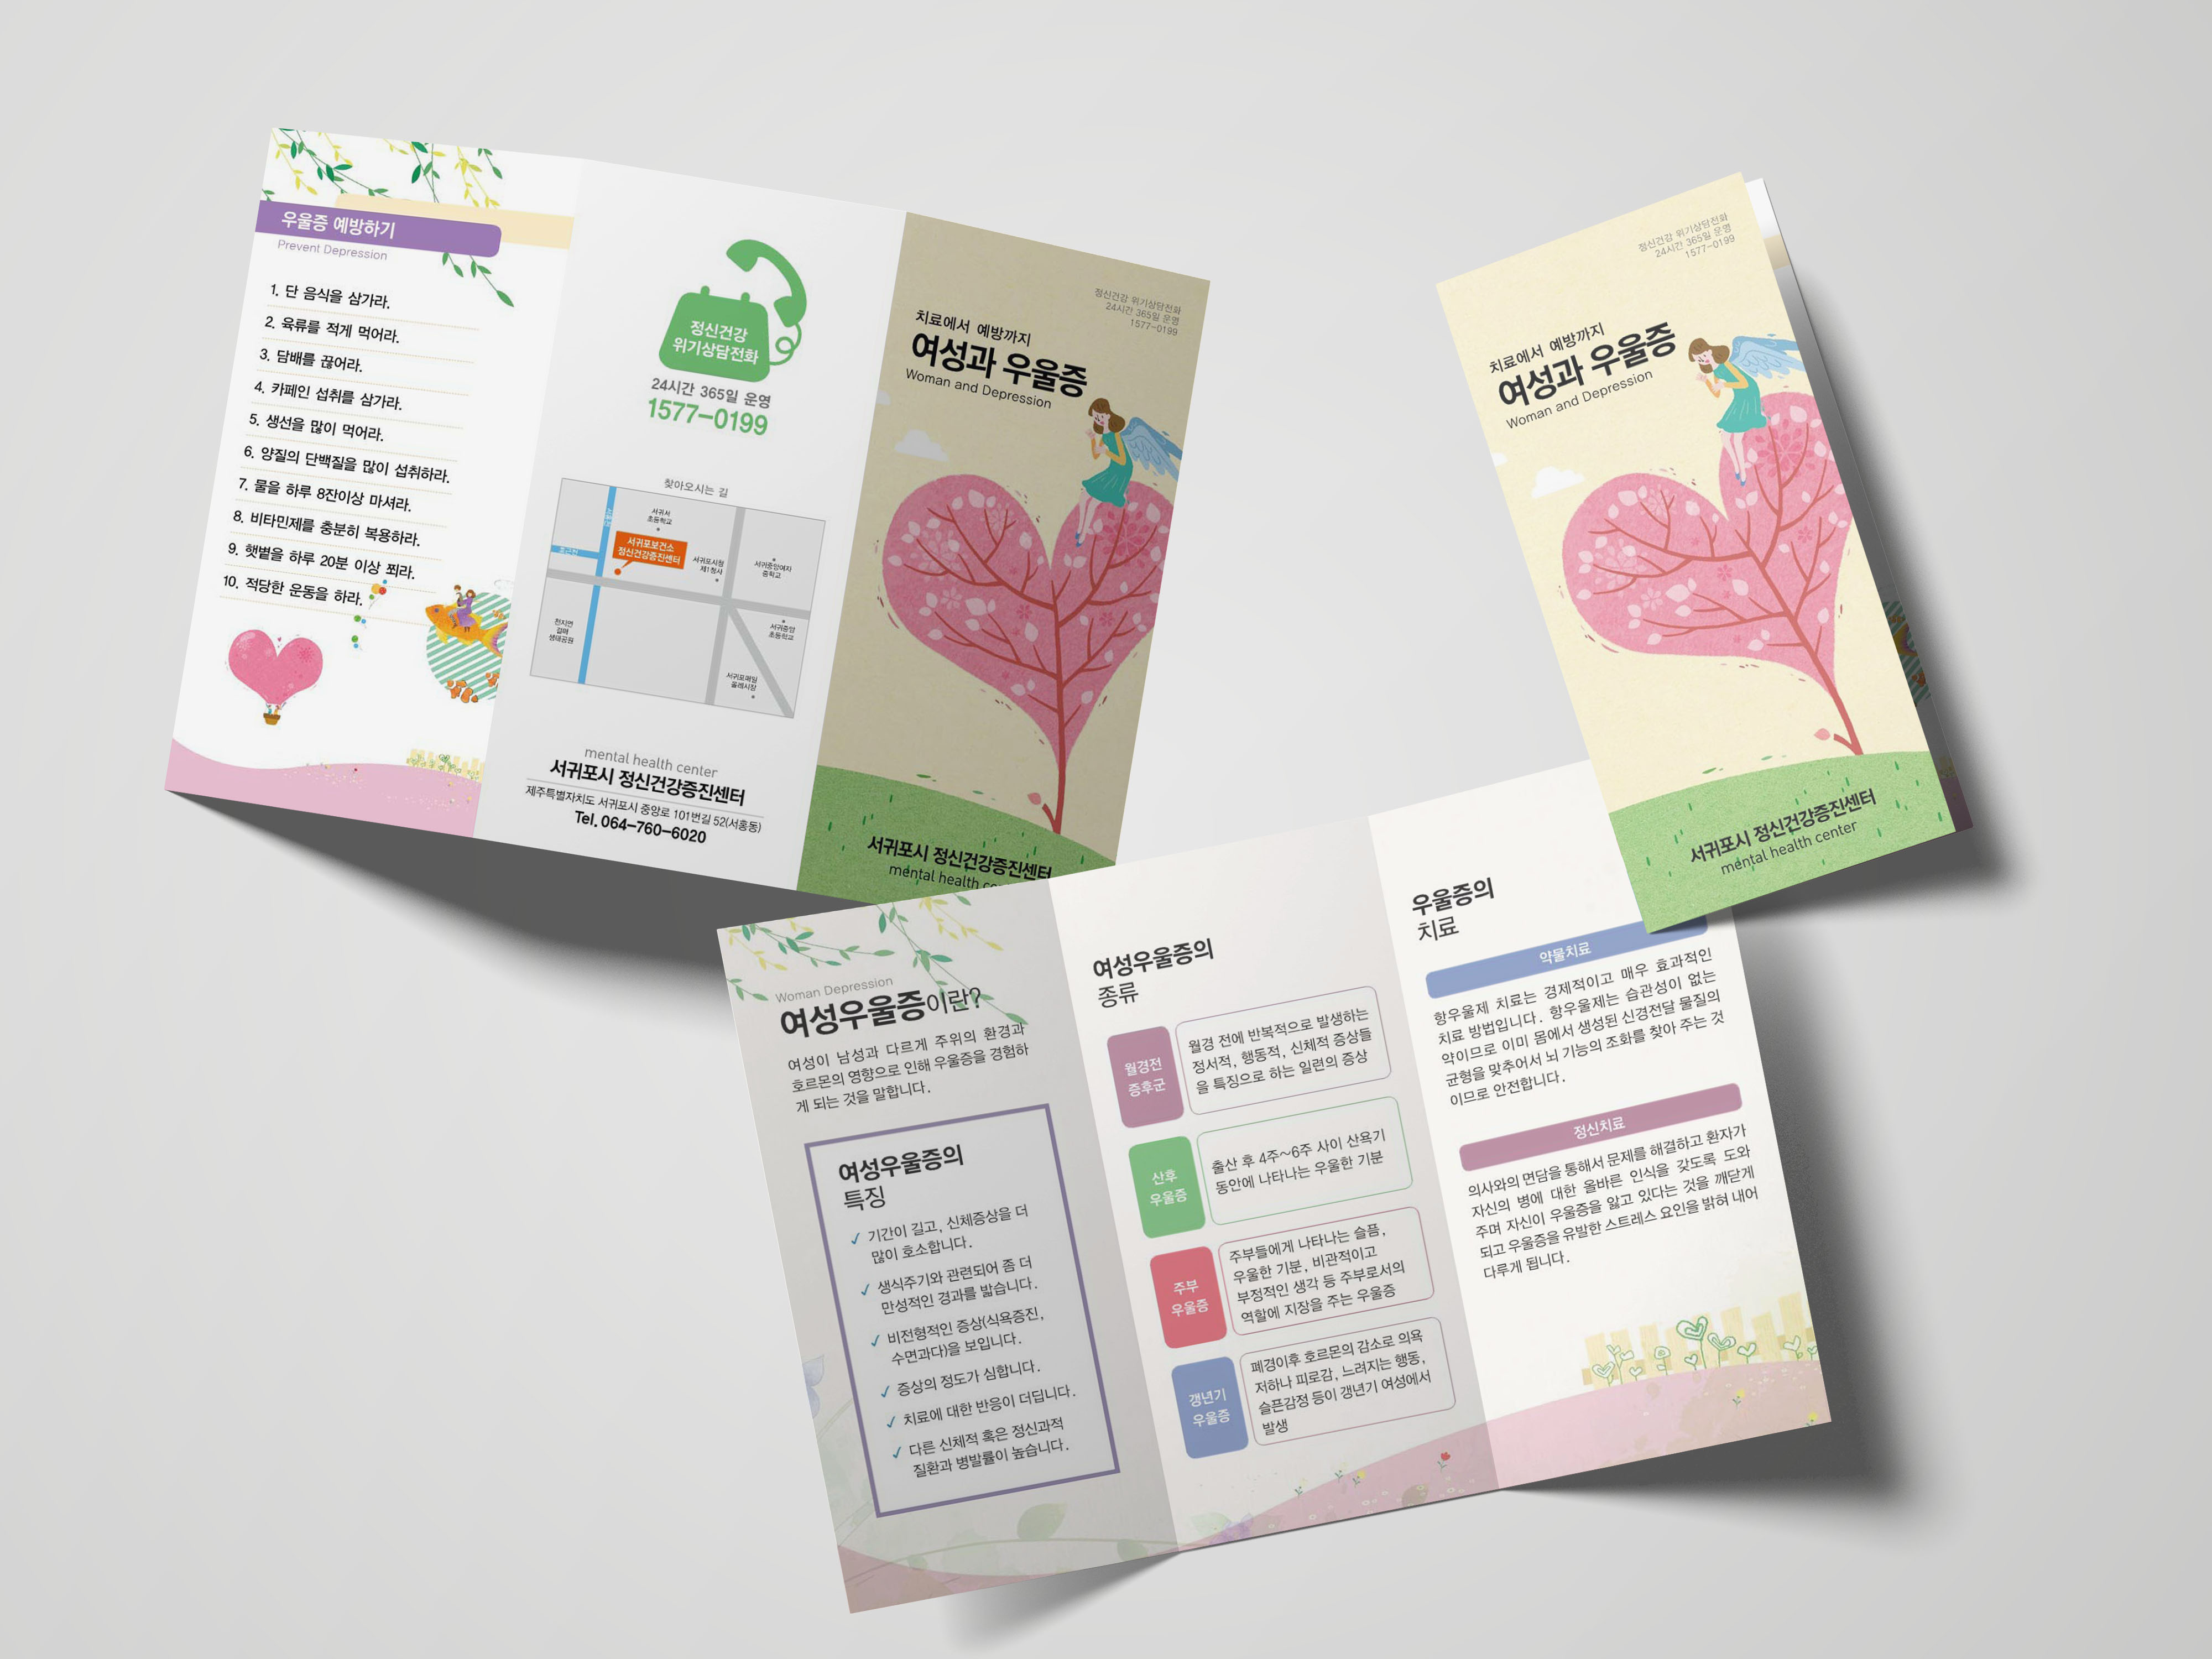 우울증 예방하기
Prevent Depression
1. 단 음식을 삼가라.
2. 육류를 적게 먹어라.
3. 담배를 끊어라.
4. 카페인 섭취를 삼가라.
5. 생선을 많이 먹어라.
6. 양질의 단백질을 많이 섭취하라.
7. 물을 하루 8잔이상 마셔라.
8. 비타민제를 충분히 복용하라.
9. 햇볕을 하루 20분 이상 쬐라.
10. 적당한 운동을 하라.
정신건강
위기상담전화
24시간 365일 운영
1577-0199
찾아오시는 길
서귀서
초등학교
서귀포보건소
정신건강증진센터
서귀포시청
제1청사
서귀중앙여자
중학교
천지연
걸매
생태공원
서귀중앙
초등학교
서귀포매일
올레시장
mental health center
서귀포시 정신건강증진센터
제주특별자치도 서귀포시 중앙로 101번길 52(서홍동)
Tel. 064-760-6020
정신건강 위기상담전화
24시간 365일 운영
1577-0199
치료에서 예방까지
여성과 우울증
Woman and Depression
서귀포시 정신건강증진센터
mental health
정신건강 위기상담전화
24시간 365일 운영
1577-0199
치료에서 예방까지
여성과 우울증
Woman and Depression
서귀포시 정신건강증진센터
mental health center
Woman Depression
여성우울증이란?
여성이 남성과 다르게 주위의 환경과
호르몬의 영향으로 인해 우울증을 경험하
게 되는 것을 말합니다.
여성우울증의
특징
✓ 기간이 길고, 신체증상을 더
많이 호소합니다.
✓ 생식주기와 관련되어 좀 더
만성적인 경과를 밟습니다.
✓ 비전형적인 증상(식욕증진,
수면과다)을 보입니다.
✓ 증상의 정도가 심합니다.
✓ 치료에 대한 반응이 더딥니다.
✓ 다른 신체적 혹은 정신과적
질환과 병발률이 높습니다.
여성우울증의
종류
월경전
증후군
월경 전에 반복적으로 발생하는
정서적, 행동적, 신체적 증상들
을 특징으로 하는 일련의 증상
산후
우울증
출산 후 4주~6주 사이 산욕기
동안에 나타나는 우울한 기분
주부
우울증
주부들에게 나타나는 슬픔,
우울한 기분, 비관적이고
부정적인 생각 등 주부로서의
역할에 지장을 주는 우울증
갱년기
우울증
폐경이후 호르몬의 감소로 의욕
저하나 피로감, 느려지는 행동,
슬픈감정 등이 갱년기 여성에서
발생
우울증의
치료
약물치료
항우울제 치료는 경제적이고 매우 효과적인
치료 방법입니다. 항우울제는 습관성이 없는
약이므로 이미 몸에서 생성된 신경전달 물질의
균형을 맞추어서 뇌 기능의 조화를 찾아 주는 것
이므로 안전합니다.
정신치료
의사와의 면담을 통해서 문제를 해결하고 환자가
자신의 병에 대한 올바른 인식을 갖도록 도와
주며 자신이 우울증을 앓고 있다는 것을 깨닫게
되고 우울증을 유발한 스트레스 요인을 밝혀 내어
다루게 됩니다.